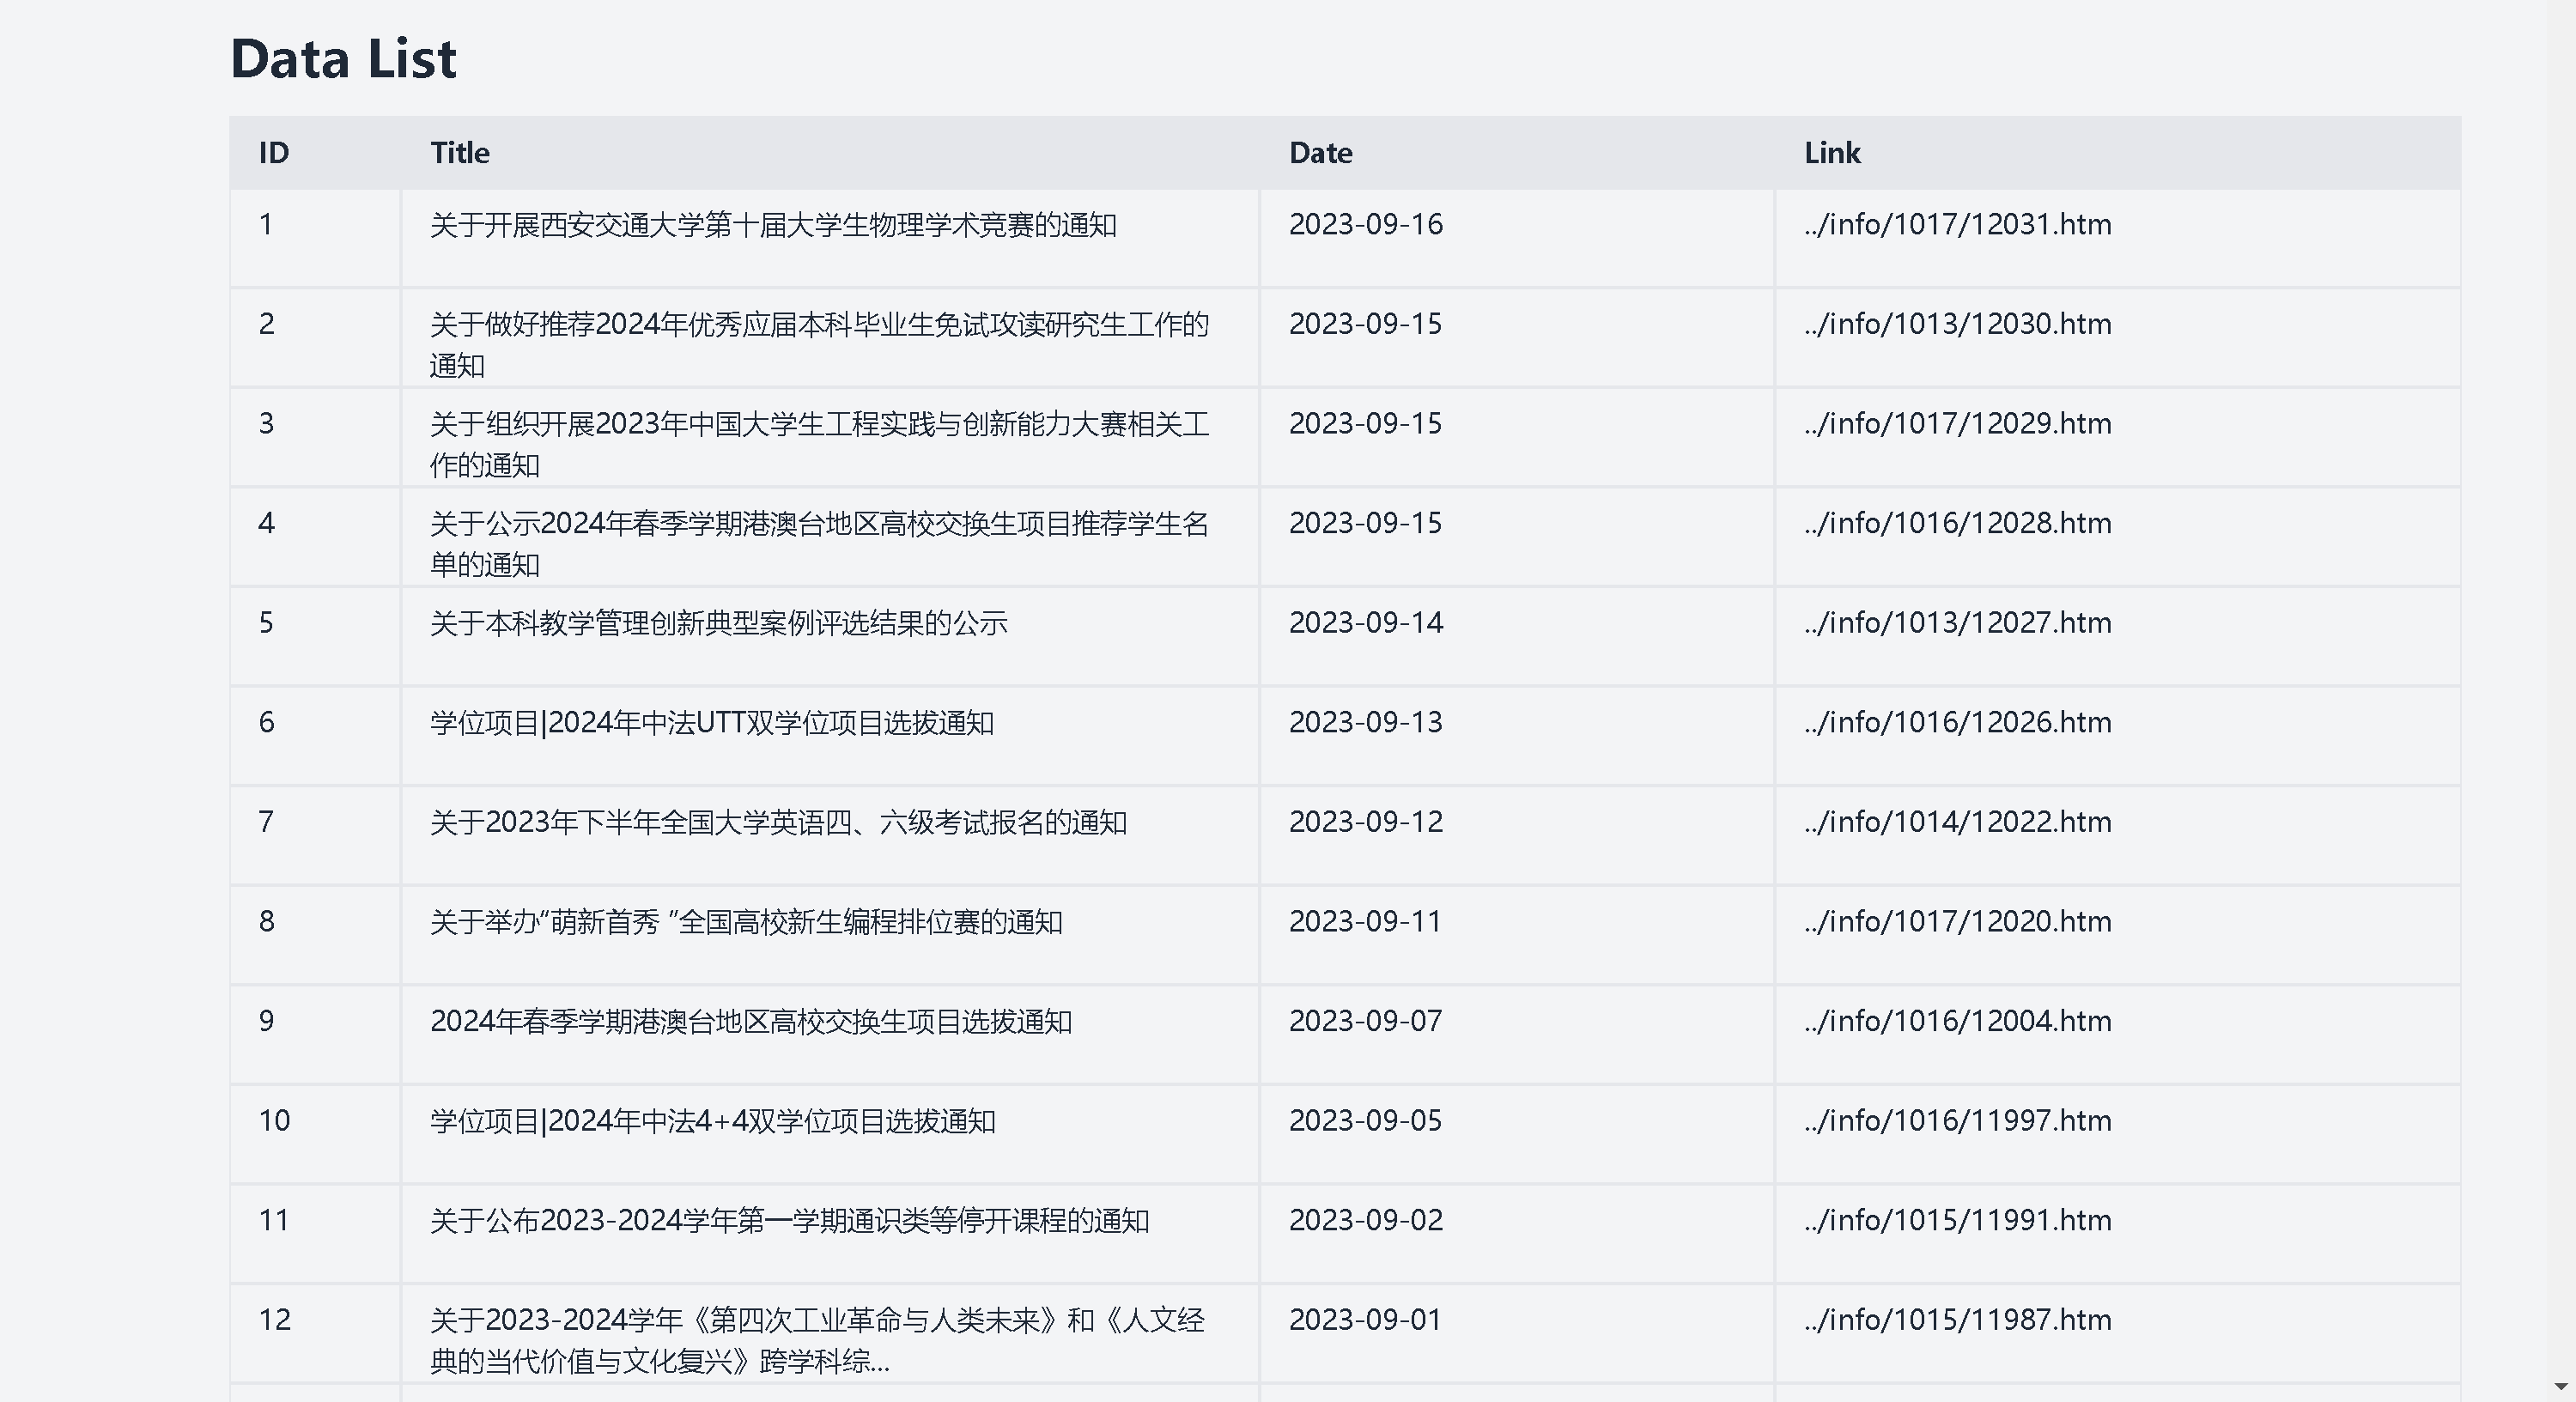 Data List
ID Title Date Link
1 关于开展西安交通大学第十届大学生物理学术竞赛的通知 2023-09-16 ../info/1017/12031.htm
2 关于做好推荐2024年优秀应届本科毕业生免试攻读研究生工作的 2023-09-15 ../info/1013/12030.htm
通知
3 关于组织开展2023年中国大学生工程实践与创新能力大赛相关工 2023-09-15 ../info/1017/12029.htm
作的通知
4 关于公示2024年春季学期港澳台地区高校交换生项目推荐学生名 2023-09-15 ../info/1016/12028.htm
单的通知
5 关于本科教学管理创新典型案例评选结果的公示 2023-09-14 ../info/1013/12027.htm
6 学位项目|2024年中法UTT双学位项目选拔通知 2023-09-13 ../info/1016/12026.htm
7 关于2023年下半年全国大学英语四、六级考试报名的通知 2023-09-12 ../info/1014/12022.htm
8 关于举办“萌新首秀 ”全国高校新生编程排位赛的通知 2023-09-11 ../info/1017/12020.htm
9 2024年春季学期港澳台地区高校交换生项目选拔通知 2023-09-07 ../info/1016/12004.htm
10 学位项目|2024年中法4+4双学位项目选拔通知 2023-09-05 ../info/1016/11997.htm
11 关于公布2023-2024学年第一学期通识类等停开课程的通知 2023-09-02 ../info/1015/11991.htm
12 关于2023-2024学年《第四次工业革命与人类未来》和《人文经 2023-09-01 ../info/1015/11987.htm
典的当代价值与文化复兴》跨学科综...